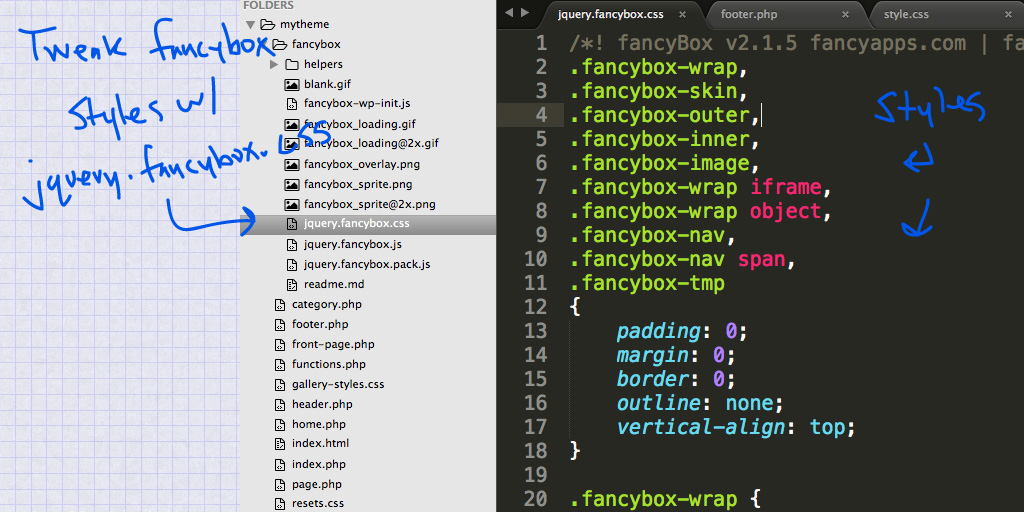 Tweak fancybox
styles w/
jquery.fancybox.css
FOLDERS
mytheme
fancybox
helpers
blank.gif
fancybox-wp-init.js
fancybox_loading.gif
fancybox_loading@2x.gif
fancybox_overlay.png
fancybox_sprite.png
fancybox_sprite@2x.png
jquery.fancybox.css
jquery.fancybox.js
jquery.fancybox.pack.js
readme.md
category.php
footer.php
front-page.php
functions.php
gallery-styles.css
header.php
home.php
index.html
index.php
page.php
resets.css
jquery.fancybox.css × footer.php × style.css ×
1 /*! fancyBox v2.1.5 fancyapps.com | fa
2 .fancybox-wrap,
3 .fancybox-skin,
4 .fancybox-outer,
5 .fancybox-inner,
6 .fancybox-image,
7 .fancybox-wrap iframe,
8 .fancybox-wrap object,
9 .fancybox-nav,
10 .fancybox-nav span,
11 .fancybox-tmp
12 {
13 padding: 0;
14 margin: 0;
15 border: 0;
16 outline: none;
17 vertical-align: top;
18 }
19
20 .fancybox-wrap {
styles